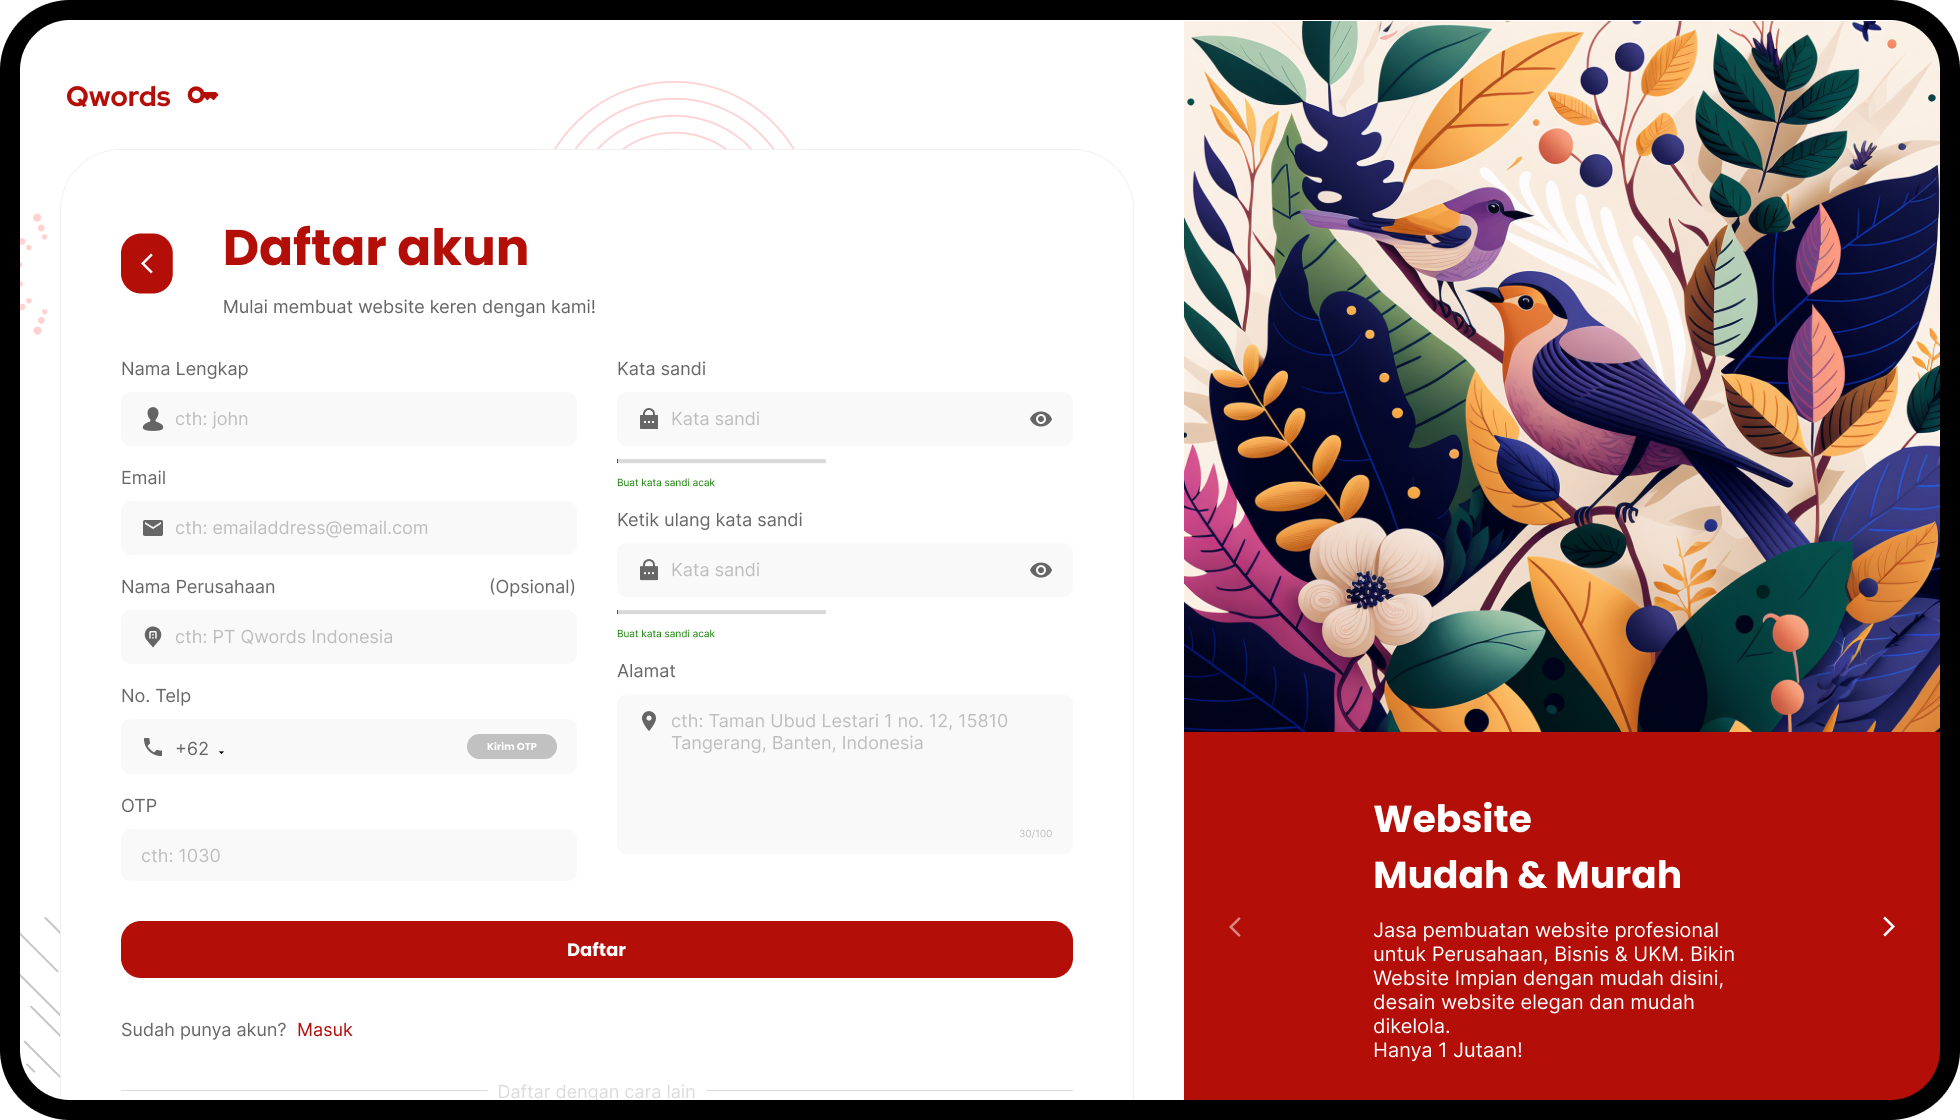 Qwords
Daftar akun
Mulai membuat website keren dengan kami!
Nama Lengkap
cth: john
Email
cth: emailaddress@email.com
Nama Perusahaan (Opsional)
cth: PT Qwords Indonesia
No. Telp
+62 Kirim OTP
OTP
cth: 1030
Kata sandi
Kata sandi
Buat kata sandi acak
Ketik ulang kata sandi
Kata sandi
Buat kata sandi acak
Alamat
cth: Taman Ubud Lestari 1 no. 12, 15810
Tangerang, Banten, Indonesia
30/100
Daftar
Sudah punya akun? Masuk
Daftar dengan cara lain
Website
Mudah & Murah
Jasa pembuatan website profesional
untuk Perusahaan, Bisnis & UKM. Bikin
Website Impian dengan mudah disini,
desain website elegan dan mudah
dikelola.
Hanya 1 Jutaan!